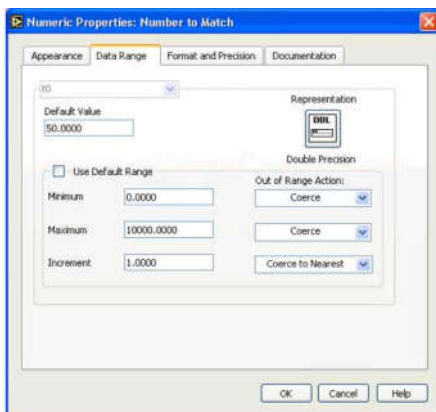 Numeric Properties: Number to Match
Appearance Data Range Format and Precision Documentation
t0
Representation
Default Value
DBL
50.0000
Double Precision
Use Default Range
Out of Range Action:
Minimum 0.0000 Coerce
Maximum 10000.0000 Coerce
Increment 1.0000 Coerce to Nearest
OK Cancel Help